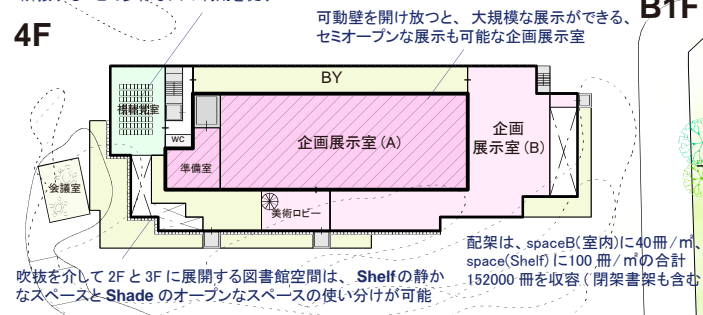 可動壁を開け放つと、大規模な展示ができる、
セミオープンな展示も可能な企画展示室
B1F
4F
BY
視聴覚室
WC
企画展示室(A)
企画
展示室(B)
準備室
会議室
美術ロビー
配架は、spaceB(室内)に40冊/㎡、
space(Shelf)に100冊/㎡の合計
152000冊を収容(閉架書架も含む
吹抜を介して2Fと3Fに展開する図書館空間は、Shelfの静か
なスペースとShadeのオープンなスペースの使い分けが可能